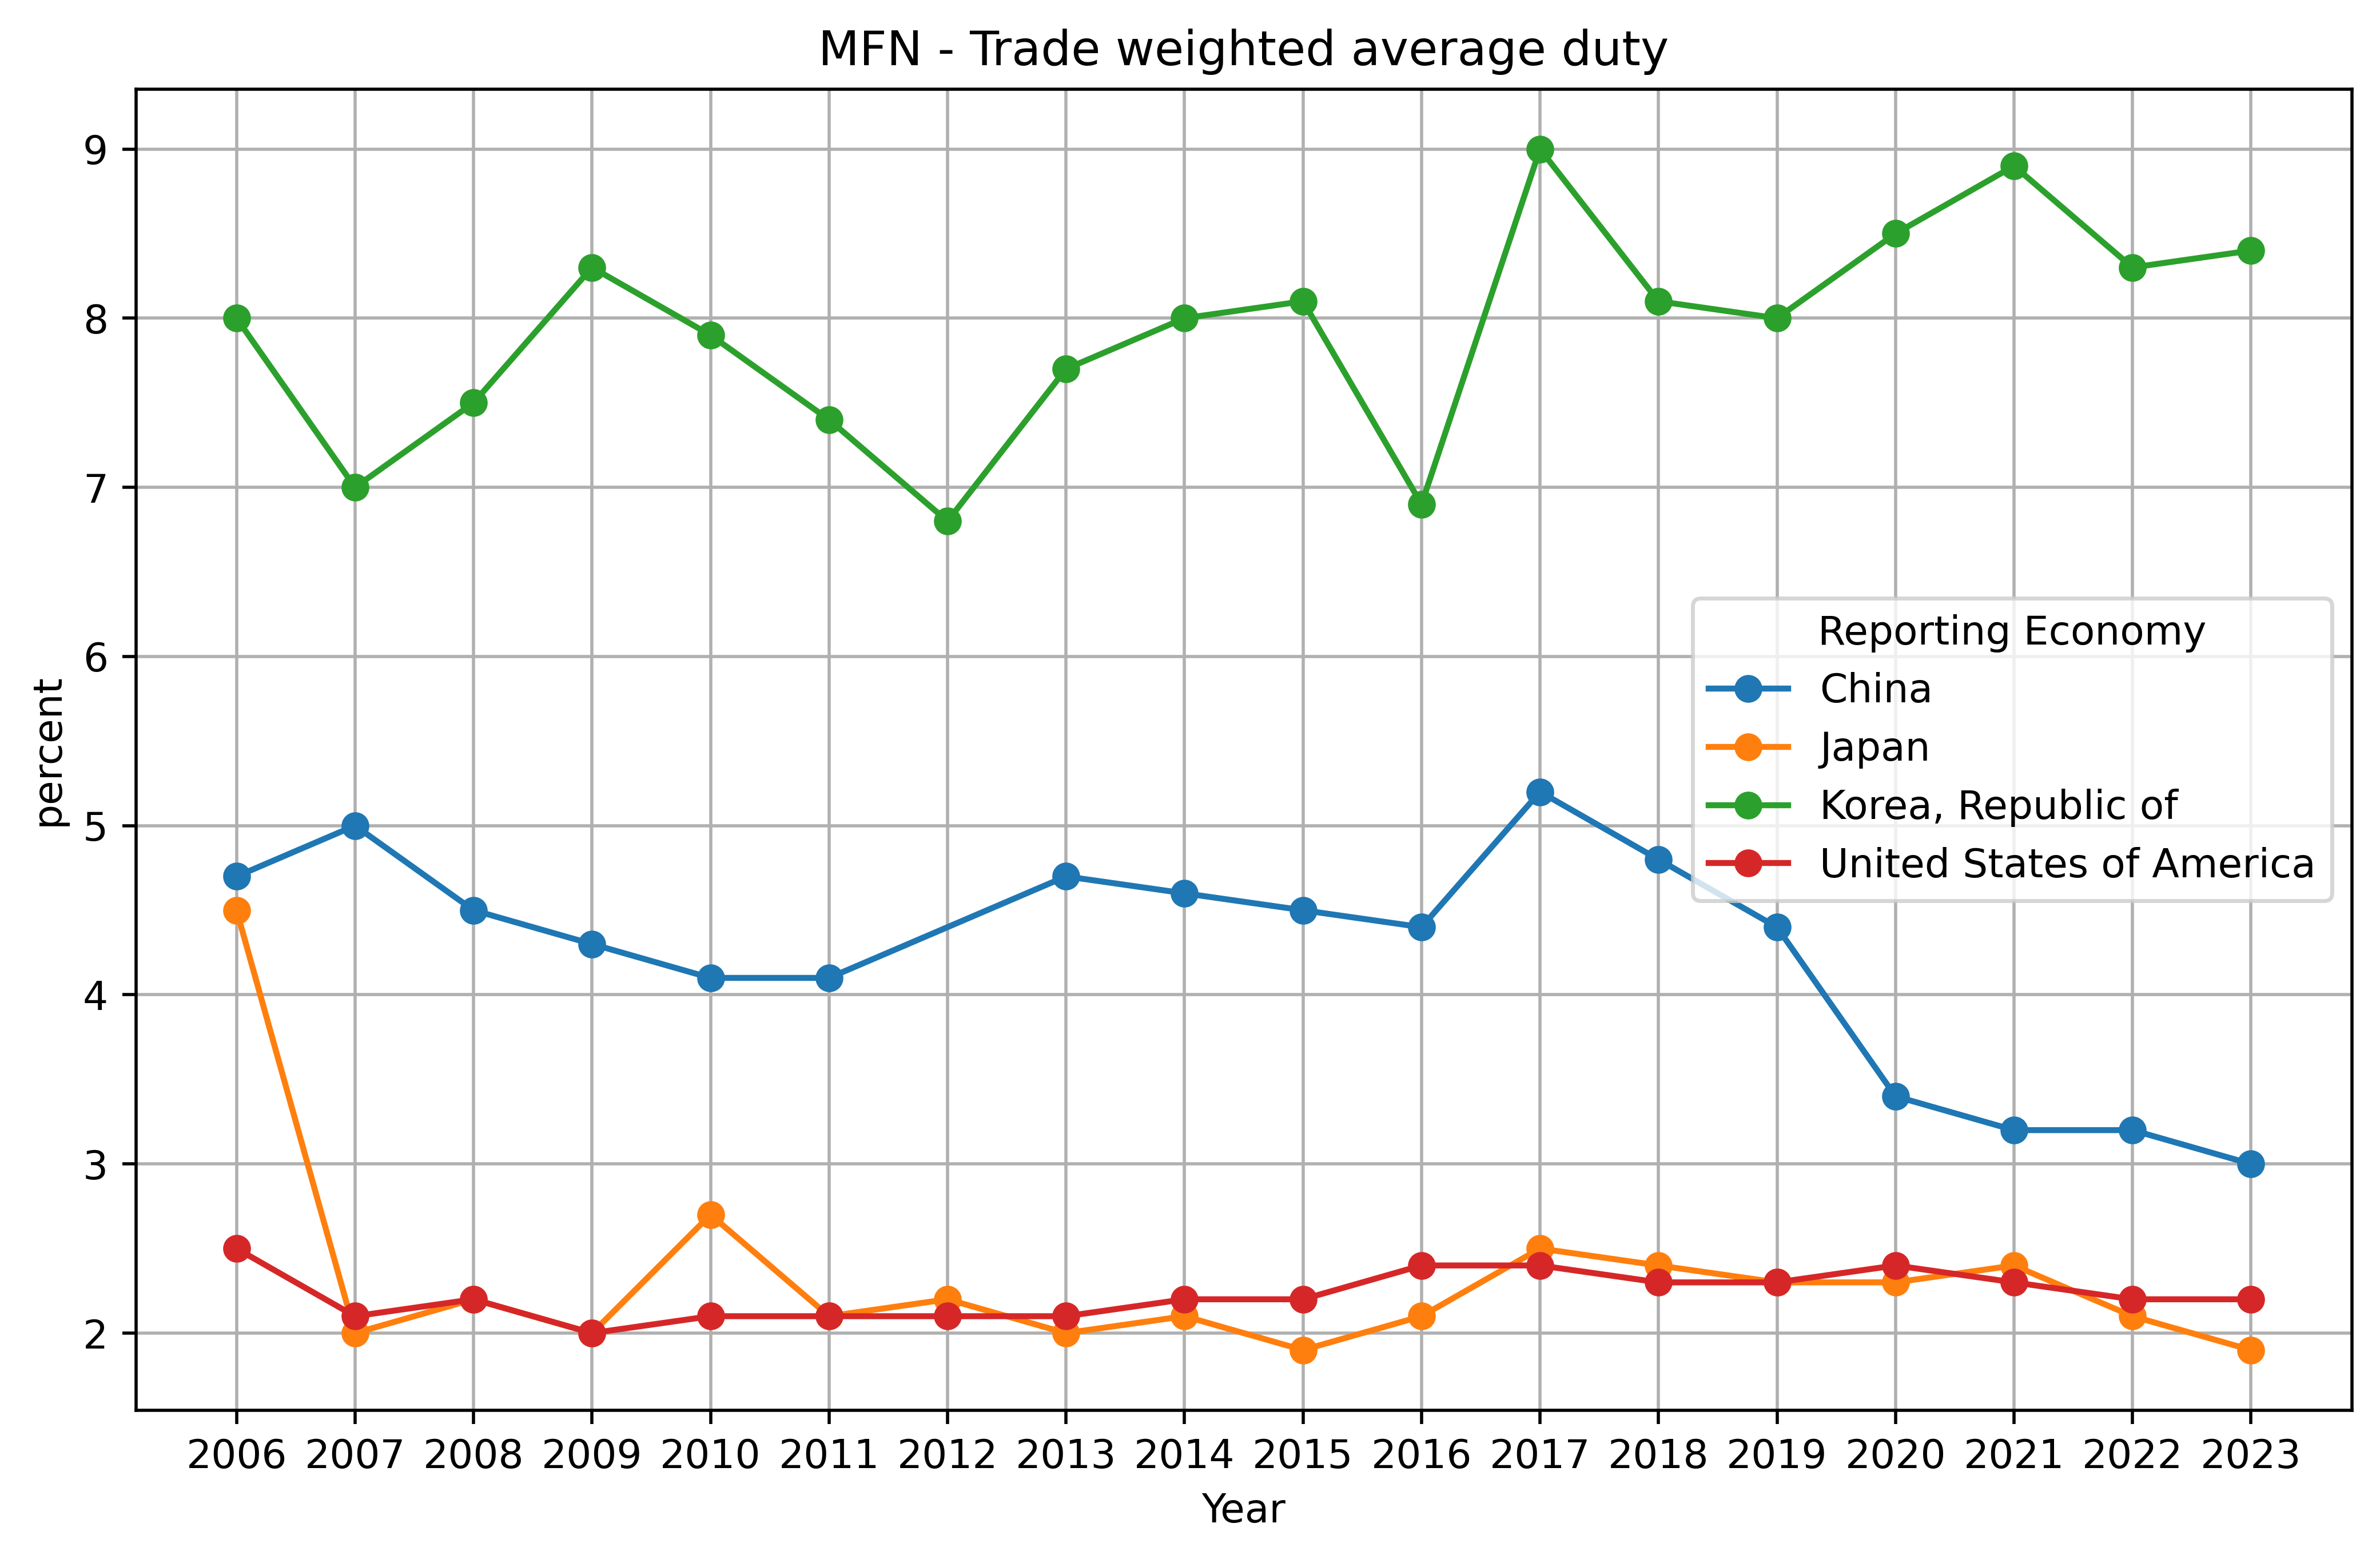 MFN - Trade weighted average duty
9
8
7
6
5
4
3
2
percent
Reporting Economy
China
Japan
Korea, Republic of
United States of America
2006 2007 2008 2009 2010 2011 2012 2013 2014 2015 2016 2017 2018 2019 2020 2021 2022 2023
Year